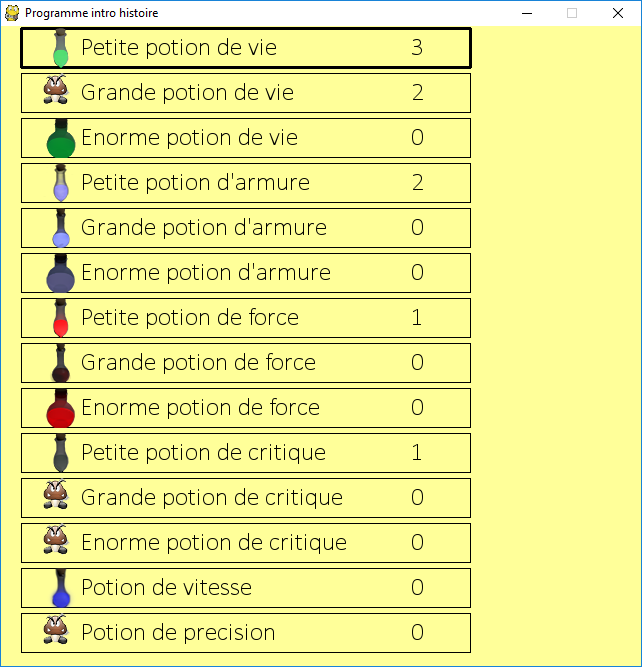 Programme intro histoire
Petite potion de vie 3
Grande potion de vie 2
Enorme potion de vie 0
Petite potion d'armure 2
Grande potion d'armure 0
Enorme potion d'armure 0
Petite potion de force 1
Grande potion de force 0
Enorme potion de force 0
Petite potion de critique 1
Grande potion de critique 0
Enorme potion de critique 0
Potion de vitesse 0
Potion de precision 0